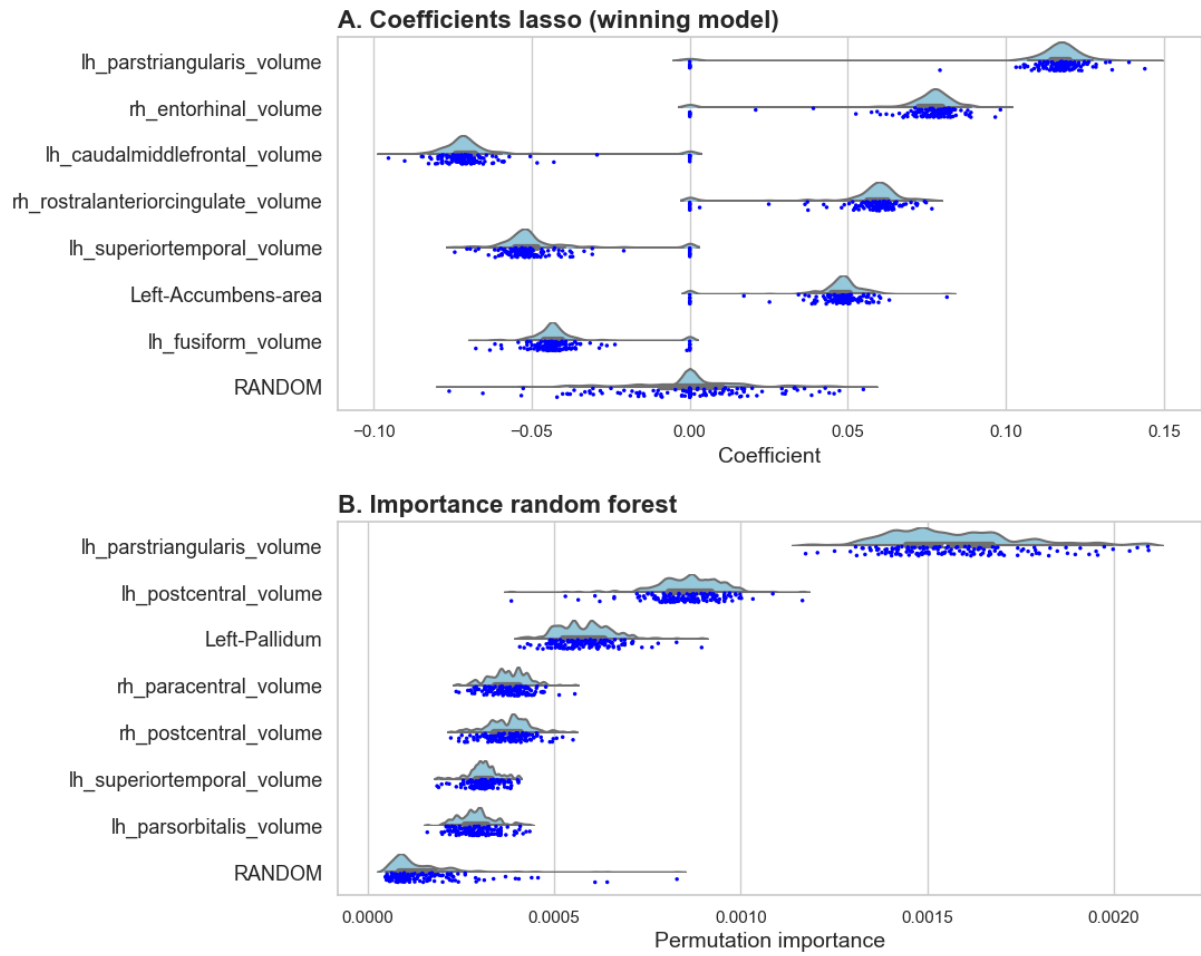 A. Coefficients lasso (winning model)
lh_parstriangularis_volume
rh_entorhinal_volume
lh_caudalmiddlefrontal_volume
rh_rostralanteriorcingulate_volume
lh_superiortemporal_volume
Left-Accumbens-area
lh_fusiform_volume
RANDOM
−0.10 −0.05 0.00 0.05 0.10 0.15
Coefficient
B. Importance random forest
lh_parstriangularis_volume
lh_postcentral_volume
Left-Pallidum
rh_paracentral_volume
rh_postcentral_volume
lh_superiortemporal_volume
lh_parsorbitalis_volume
RANDOM
0.0000 0.0005 0.0010 0.0015 0.0020
Permutation importance